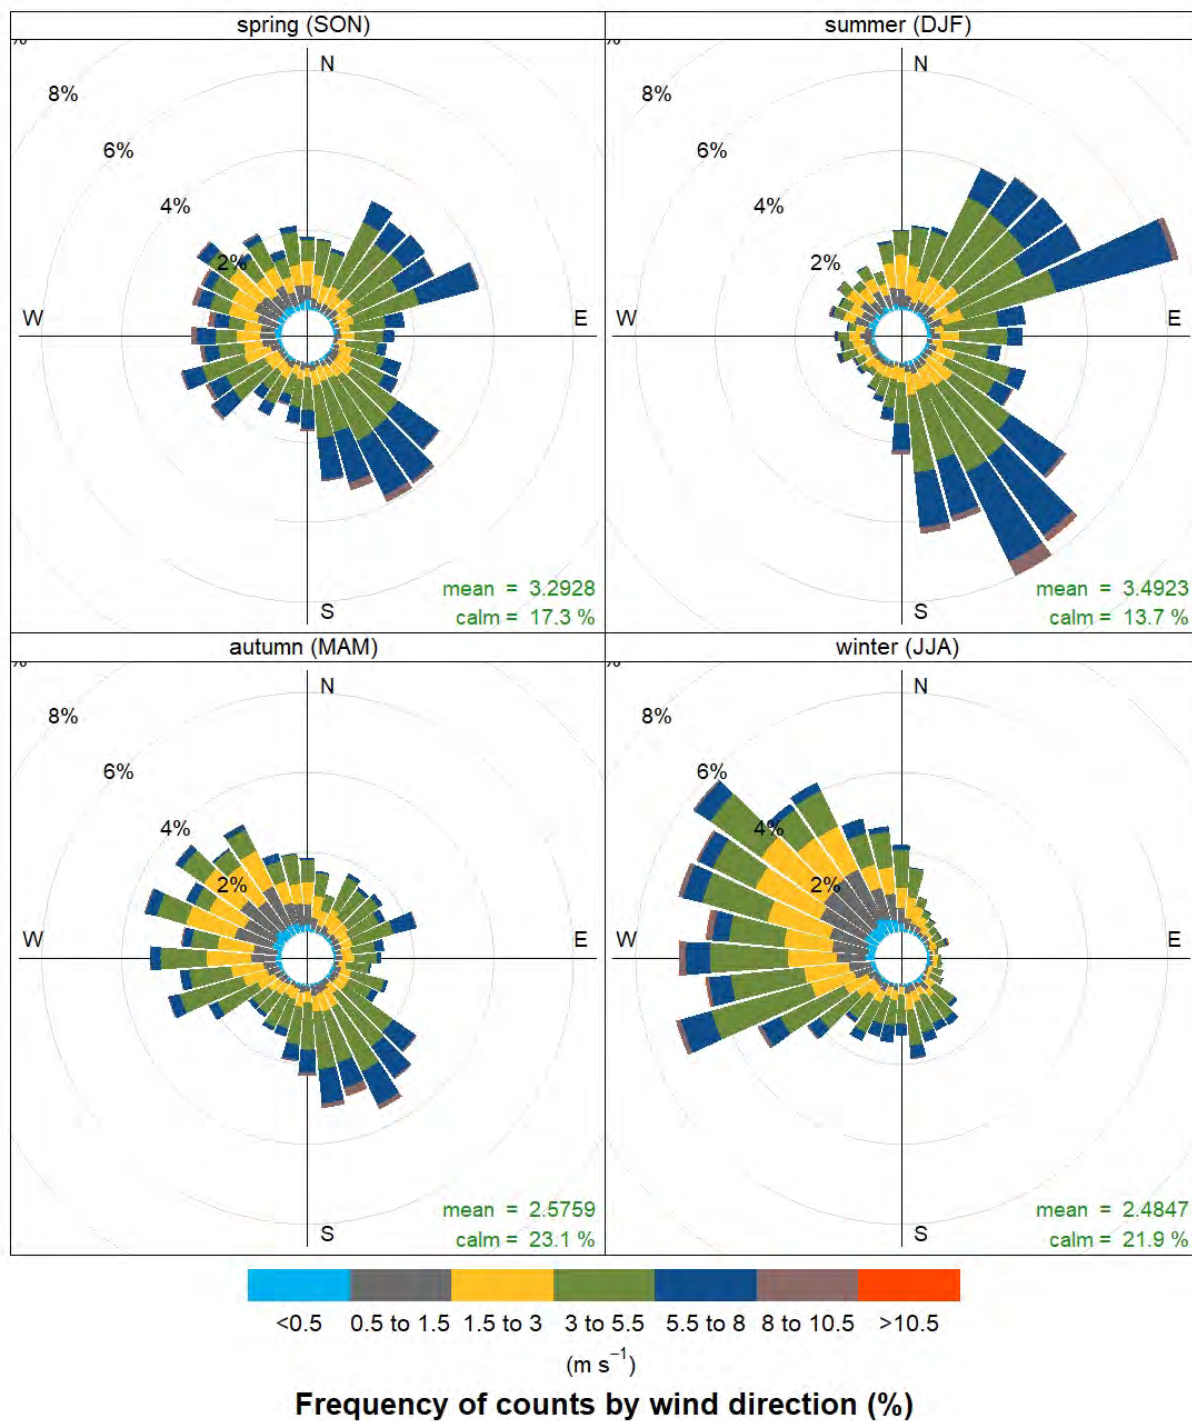 spring (SON)
summer (DJF)
%
N
8%
6%
4%
2%
W
E
S
mean = 3.2928
calm = 17.3 %
%
N
8%
6%
4%
2%
W
E
S
mean = 3.4923
calm = 13.7 %
autumn (MAM)
winter (JJA)
%
N
8%
6%
4%
2%
W
E
S
mean = 2.5759
calm = 23.1 %
%
N
8%
6%
4%
2%
W
E
S
mean = 2.4847
calm = 21.9 %
<0.5 0.5 to 1.5 1.5 to 3 3 to 5.5 5.5 to 8 8 to 10.5 >10.5
(m s⁻¹)
Frequency of counts by wind direction (%)